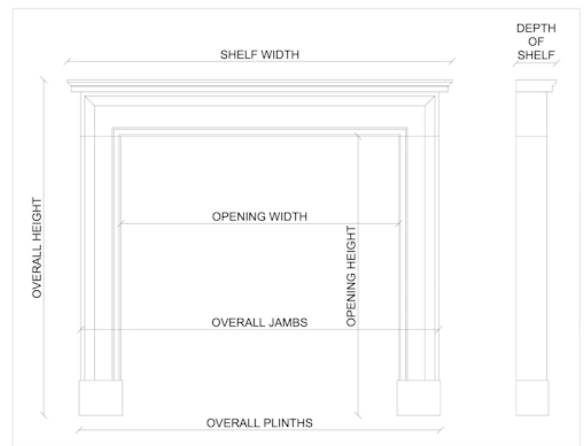 DEPTH
OF
SHELF
SHELF WIDTH
OVERALL HEIGHT
OPENING WIDTH
OPENING HEIGHT
OVERALL JAMBS
OVERALL PLINTHS